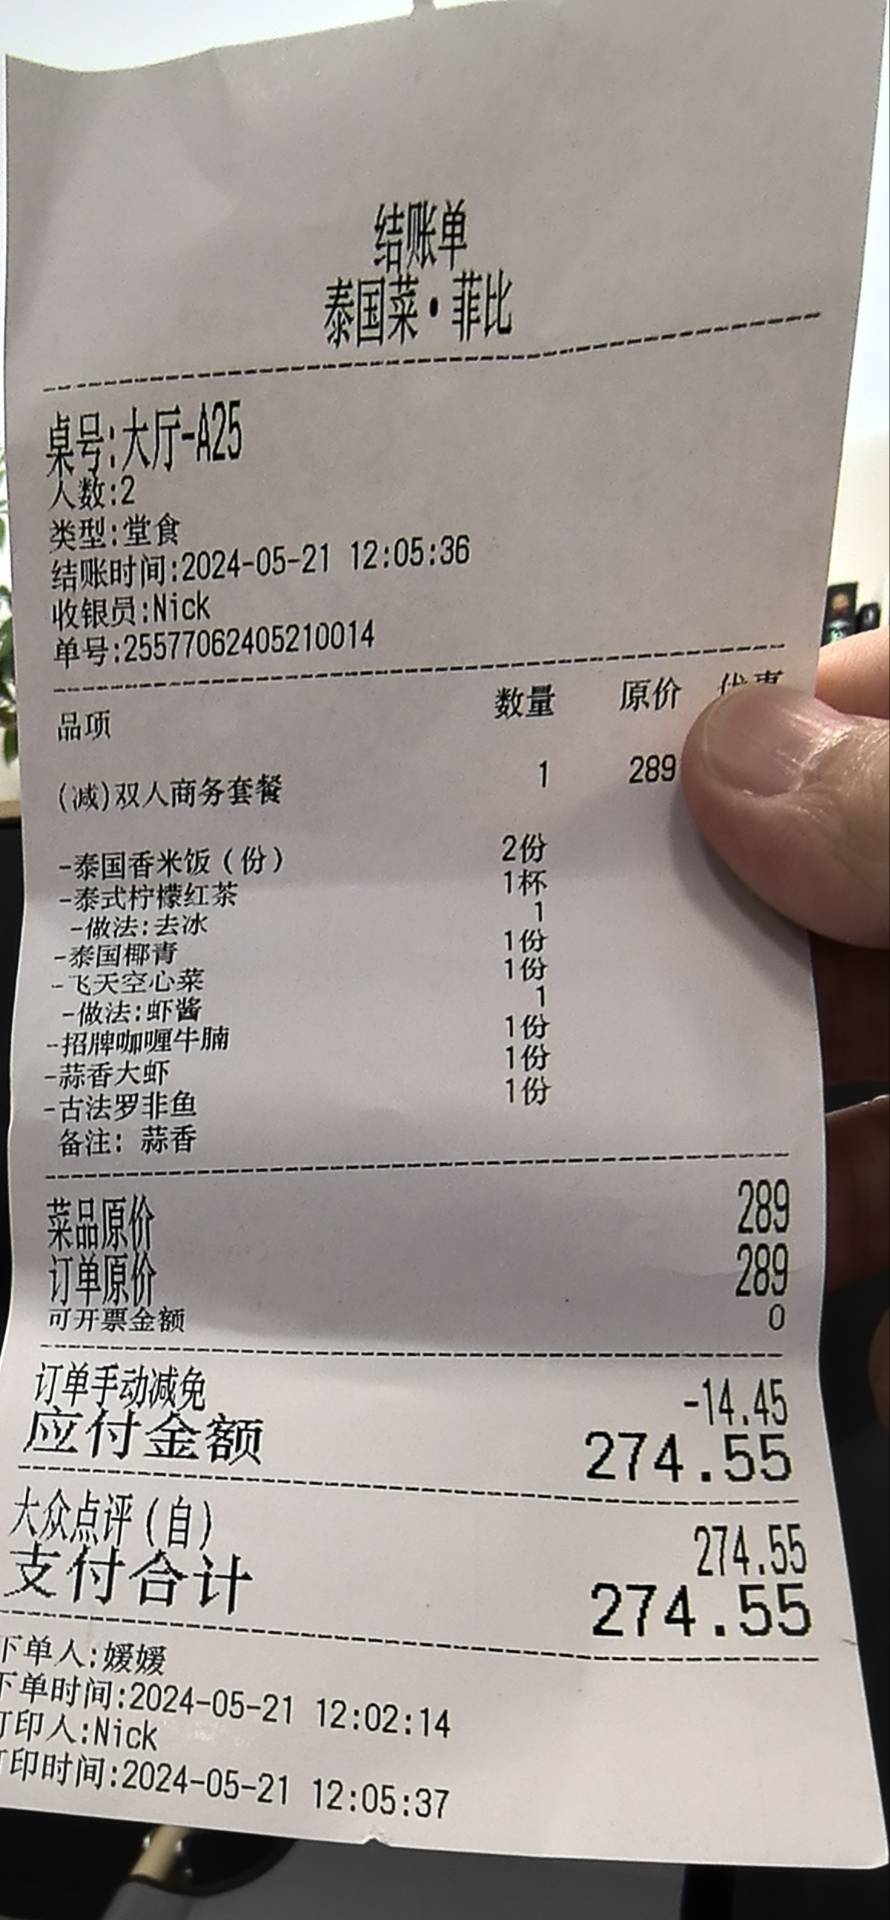 结账单
泰国菜·菲比
桌号:大厅-A25
人数:2
类型:堂食
结账时间:2024-05-21 12:05:36
收银员:Nick
单号:25577062405210014
品项 数量 原价 优惠
(减)双人商务套餐 1 289
-泰国香米饭(份) 2份
-泰式柠檬红茶 1杯
-做法:去冰 1
-泰国椰青 1份
-飞天空心菜 1份
-做法:虾酱 1
-招牌咖喱牛腩 1份
-蒜香大虾 1份
-古法罗非鱼 1份
备注: 蒜香
菜品原价 289
订单原价 289
可开票金额 0
订单手动减免 -14.45
应付金额 274.55
大众点评(自) 274.55
支付合计 274.55
下单人:媛媛
下单时间:2024-05-21 12:02:14
打印人:Nick
打印时间:2024-05-21 12:05:37